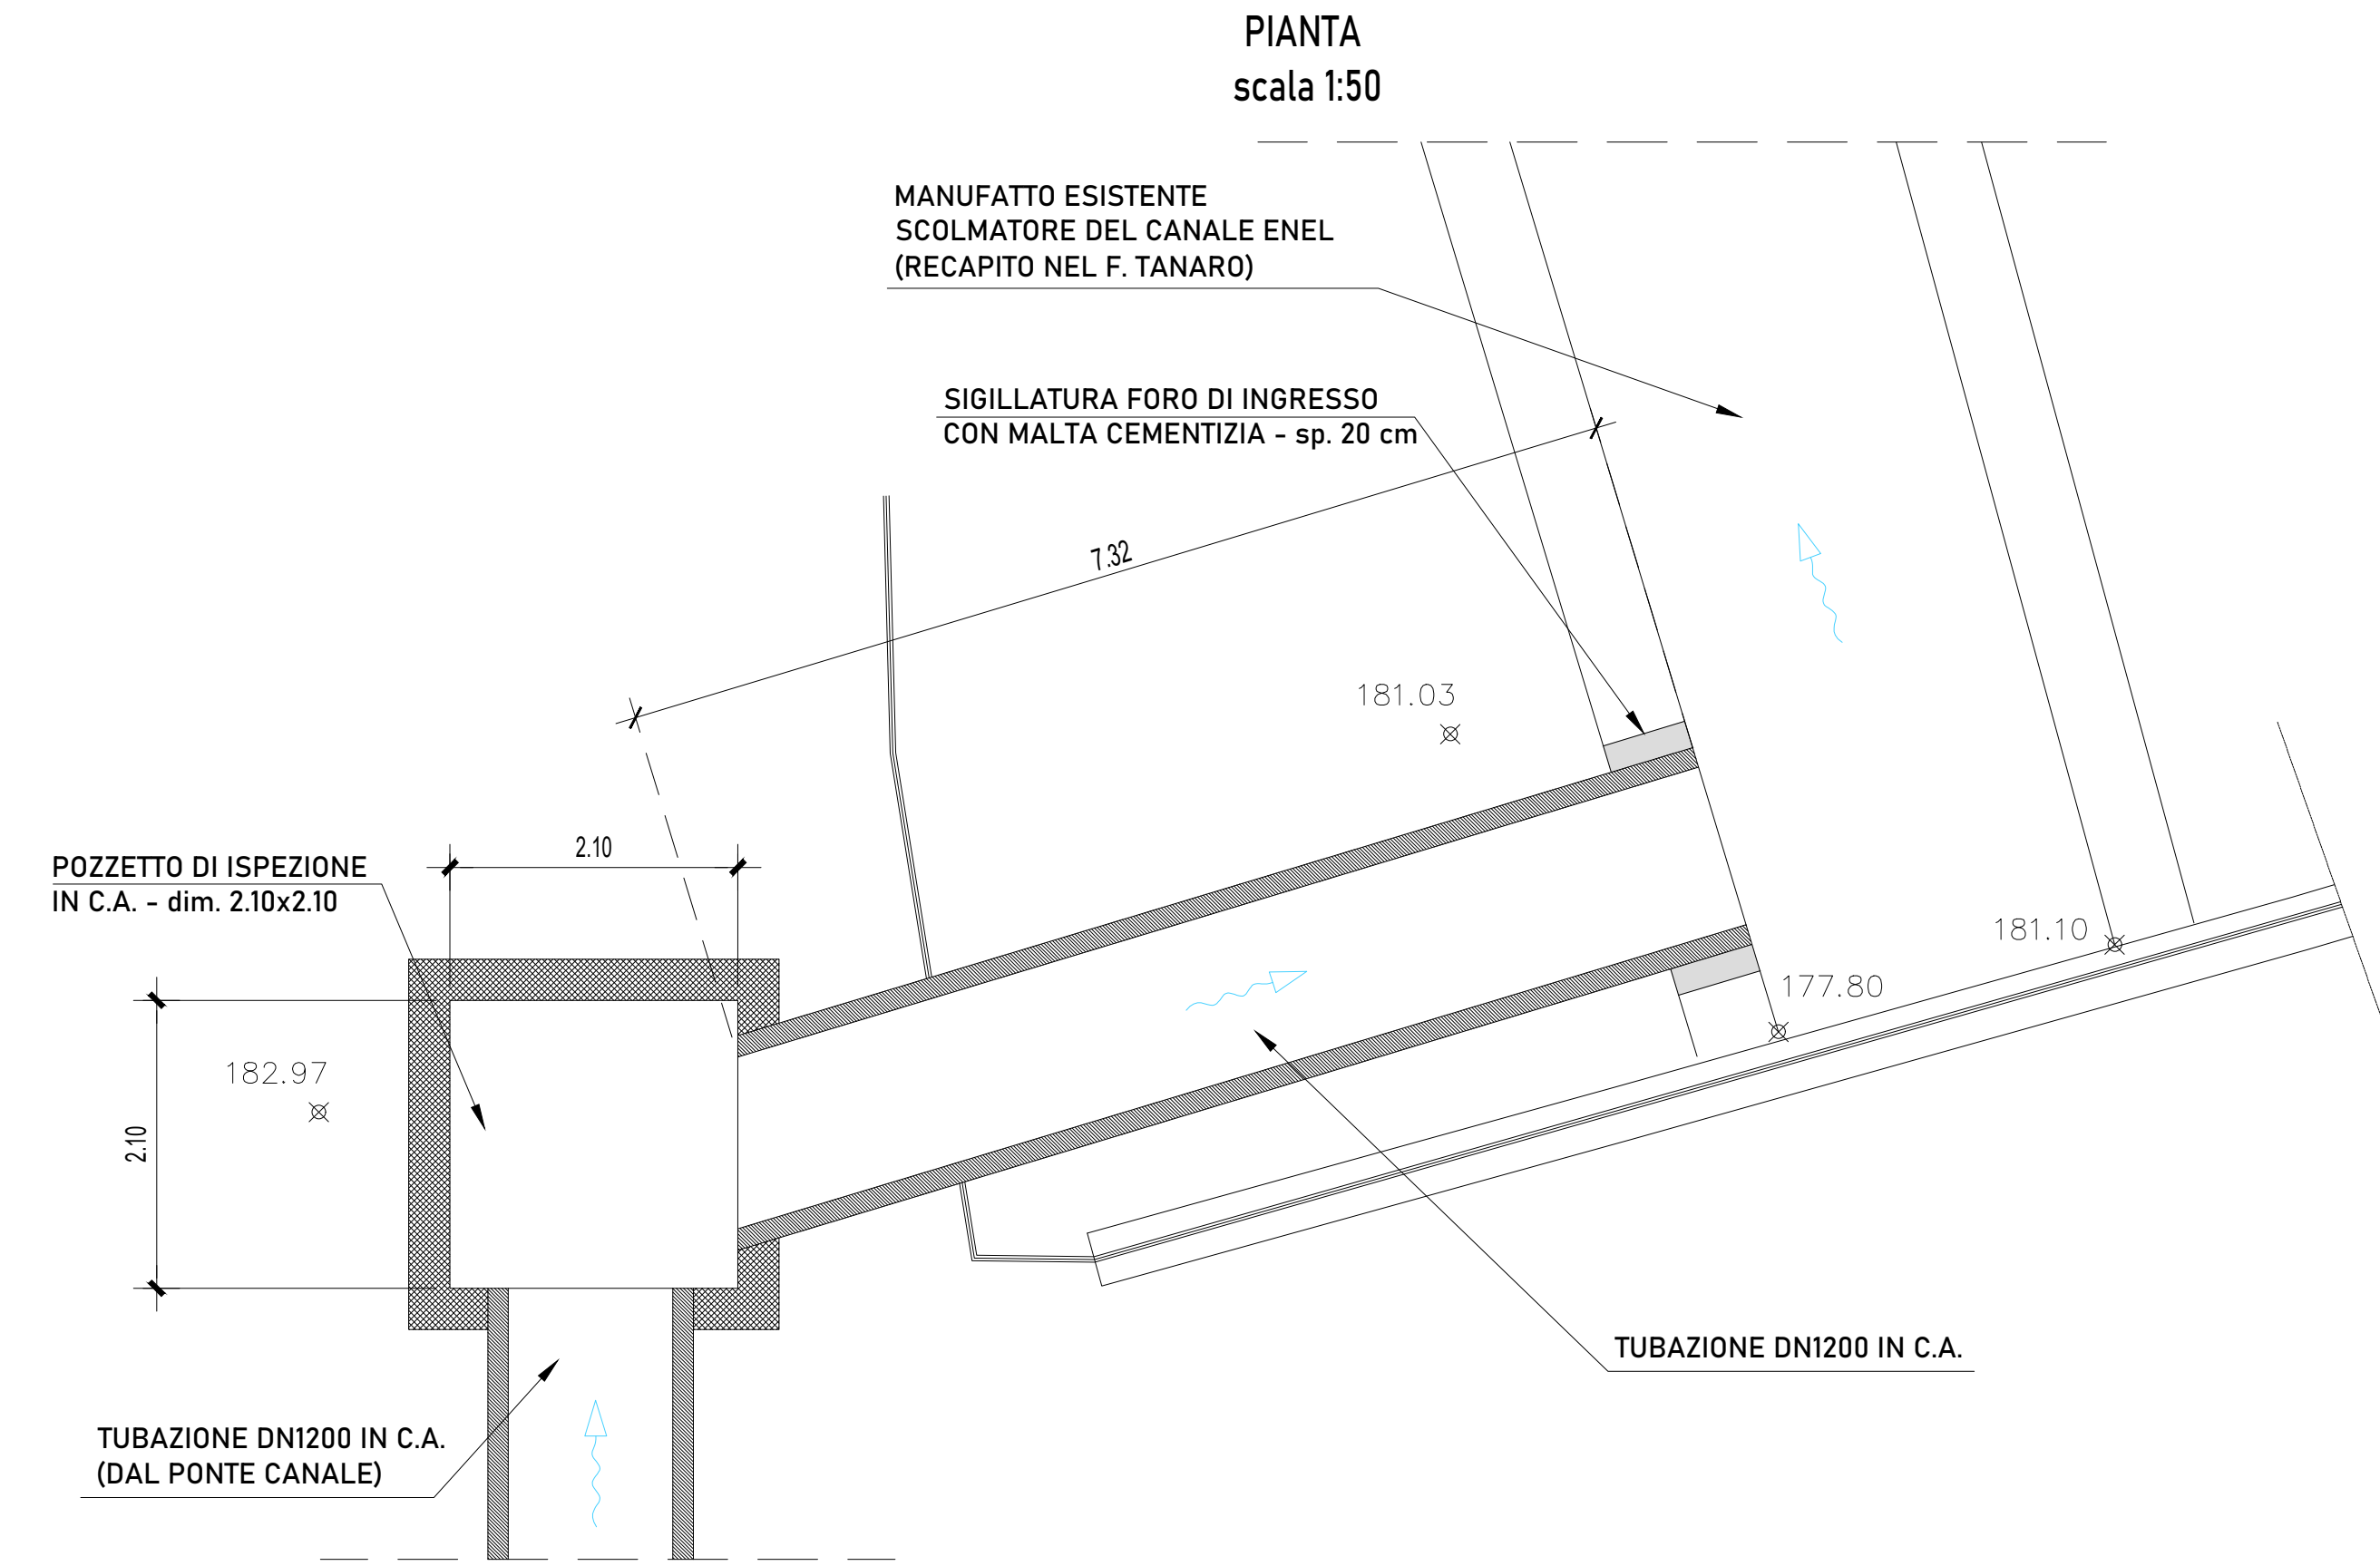 PIANTA
scala 1:50
MANUFATTO ESISTENTE
SCOLMATORE DEL CANALE ENEL
(RECAPITO NEL F. TANARO)
SIGILLATURA FORO DI INGRESSO
CON MALTA CEMENTIZIA - sp. 20 cm
7.32
181.03
2.10
POZZETTO DI ISPEZIONE
IN C.A. - dim. 2.10x2.10
181.10
177.80
182.97
2.10
TUBAZIONE DN1200 IN C.A.
TUBAZIONE DN1200 IN C.A.
(DAL PONTE CANALE)